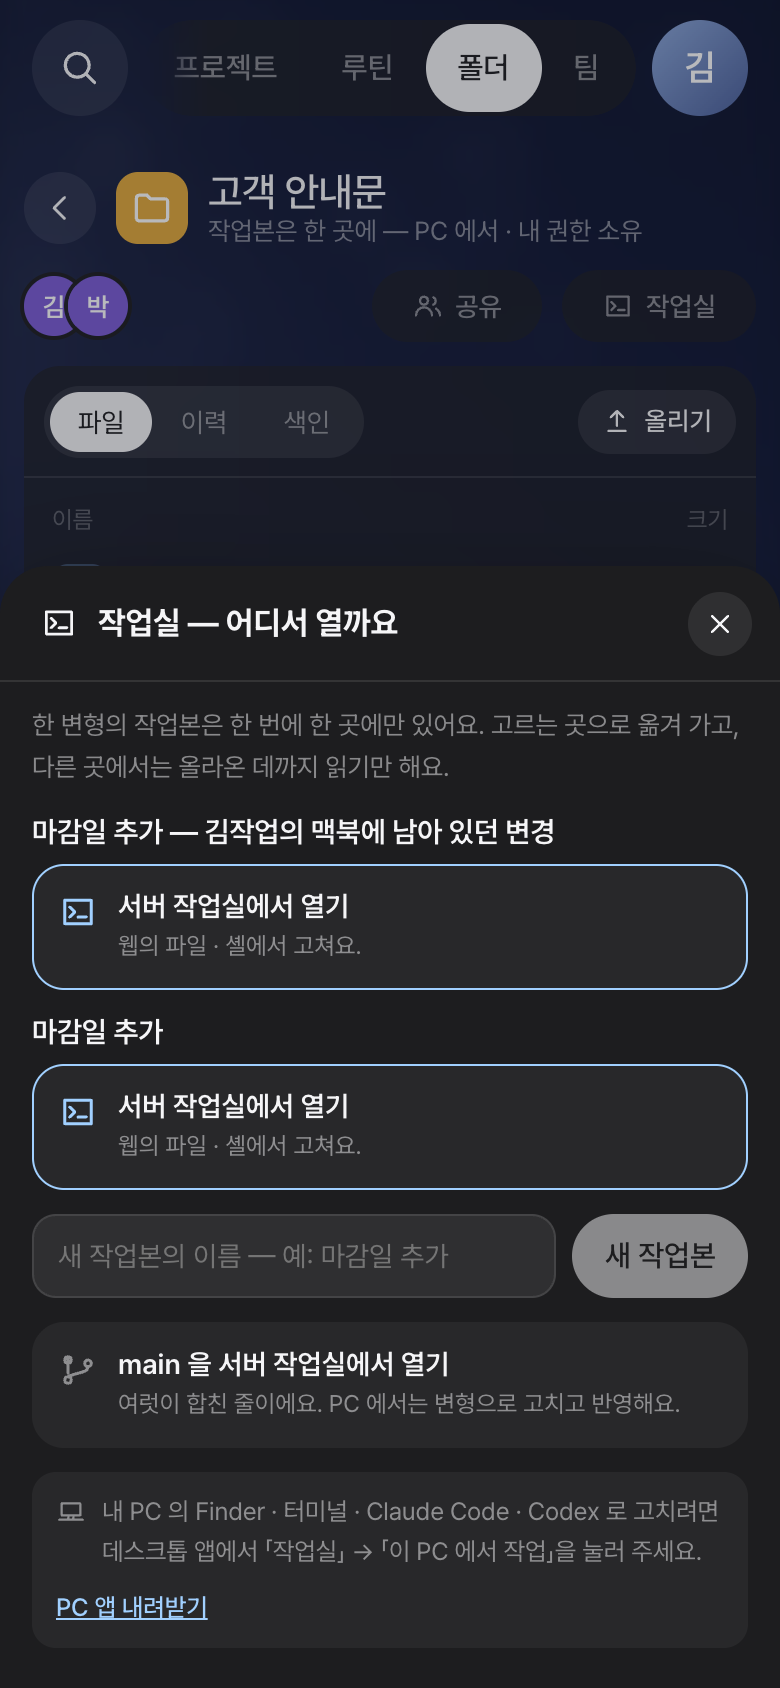 프로젝트 루틴 폴더 팀 김
고객 안내문
작업본은 한 곳에 — PC 에서 · 내 권한 소유
김 박 공유 작업실
파일 이력 색인 올리기
이름 크기
작업실 — 어디서 열까요
한 변형의 작업본은 한 번에 한 곳에만 있어요. 고르는 곳으로 옮겨 가고,
다른 곳에서는 올라온 데까지 읽기만 해요.
마감일 추가 — 김작업의 맥북에 남아 있던 변경
서버 작업실에서 열기
웹의 파일 · 셸에서 고쳐요.
마감일 추가
서버 작업실에서 열기
웹의 파일 · 셸에서 고쳐요.
새 작업본의 이름 — 예: 마감일 추가 새 작업본
main 을 서버 작업실에서 열기
여럿이 합친 줄이에요. PC 에서는 변형으로 고치고 반영해요.
내 PC 의 Finder · 터미널 · Claude Code · Codex 로 고치려면
데스크톱 앱에서 「작업실」 → 「이 PC 에서 작업」을 눌러 주세요.
PC 앱 내려받기